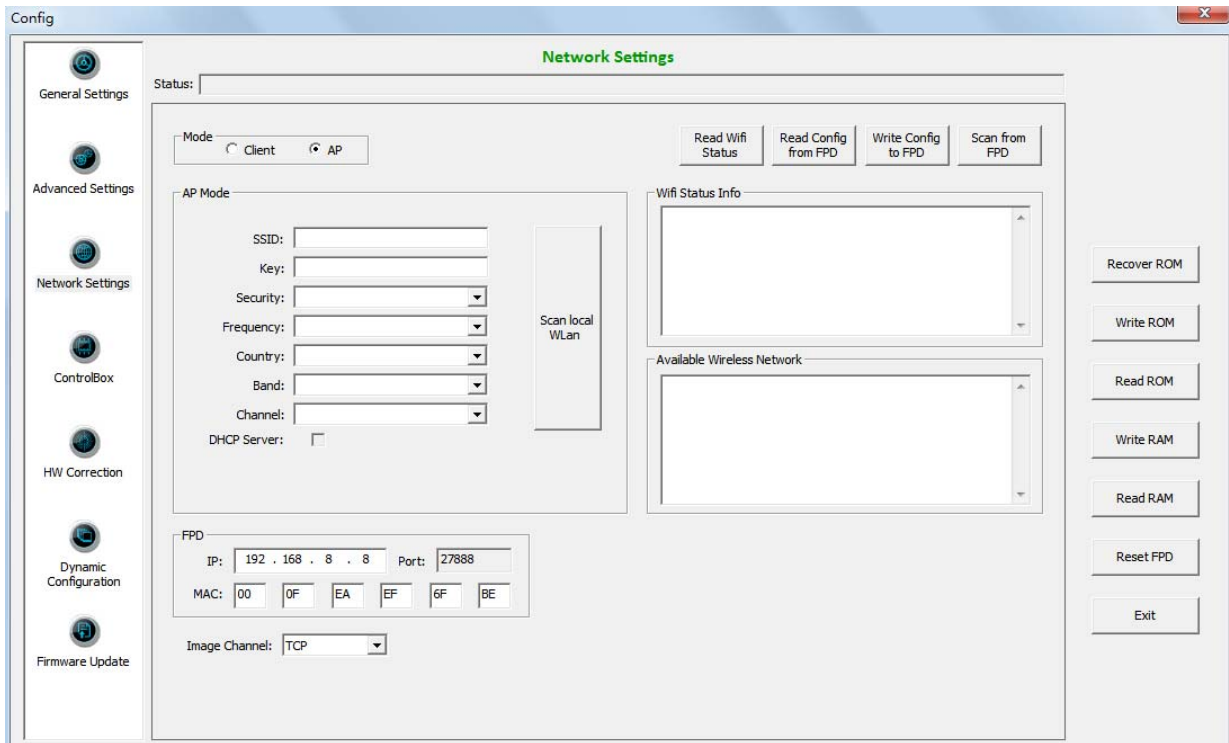 Config
Network Settings
Status:
General Settings
Advanced Settings
Network Settings
ControlBox
HW Correction
Dynamic
Configuration
Firmware Update
Mode
Client
AP
Read Wifi
Status
Read Config
from FPD
Write Config
to FPD
Scan from
FPD
AP Mode
SSID:
Key:
Security:
Frequency:
Country:
Band:
Channel:
DHCP Server:
Scan local
WLan
Wifi Status Info
Available Wireless Network
FPD
IP: 192 . 168 . 8 . 8 Port: 27888
MAC: 00 0F EA EF 6F BE
Image Channel: TCP
Recover ROM
Write ROM
Read ROM
Write RAM
Read RAM
Reset FPD
Exit